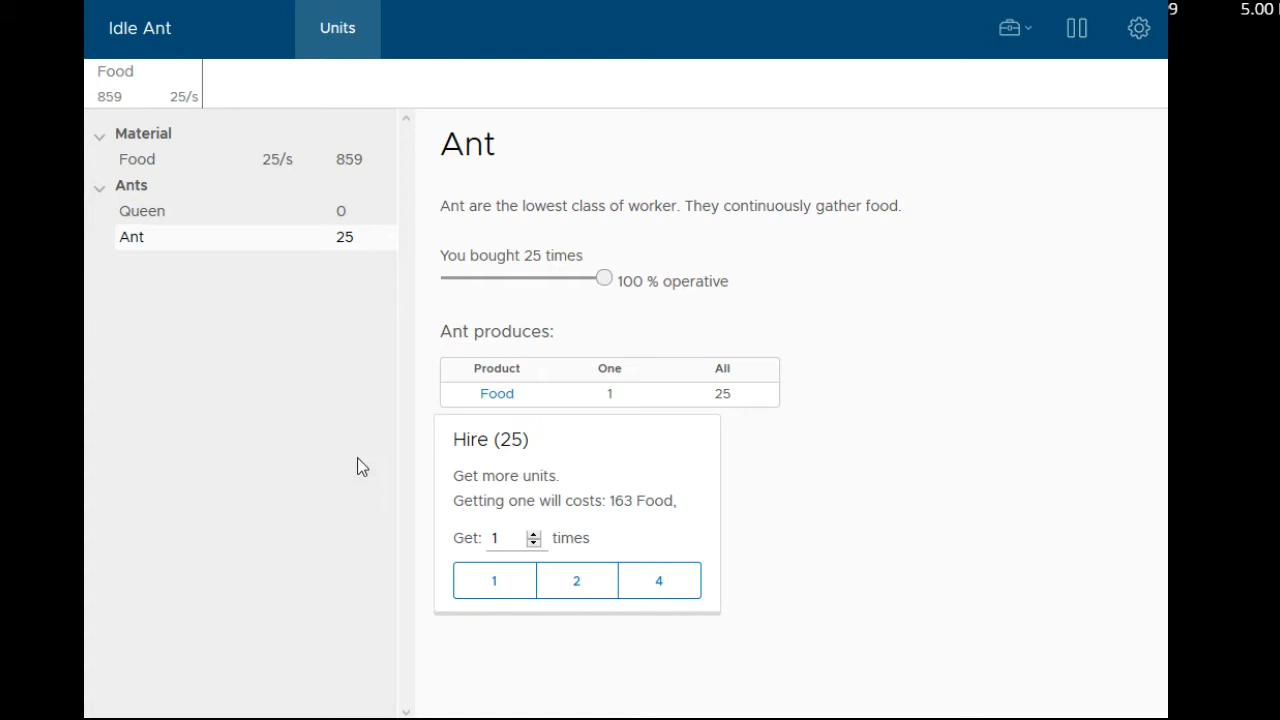 Idle Ant
Units
9
5.00
Food
859 25/s
Material
Food 25/s 859
Ants
Queen 0
Ant 25
Ant
Ant are the lowest class of worker. They continuously gather food.
You bought 25 times
100 % operative
Ant produces:
Product One All
Food 1 25
Hire (25)
Get more units.
Getting one will costs: 163 Food,
Get: 1 times
1 2 4